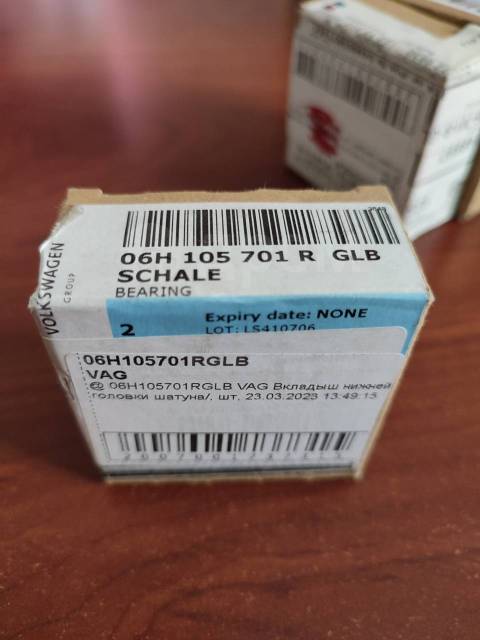 VOLKSWAGEN
GROUP
06H 105 701 R GLB
SCHALE
BEARING
2
Expiry date: NONE
LOT: LS410706
06H105701RGLB
VAG
06H105701RGLB VAG Вкладыш нижней
головки шатуна/. шт, 23.03.2023 13:49:15